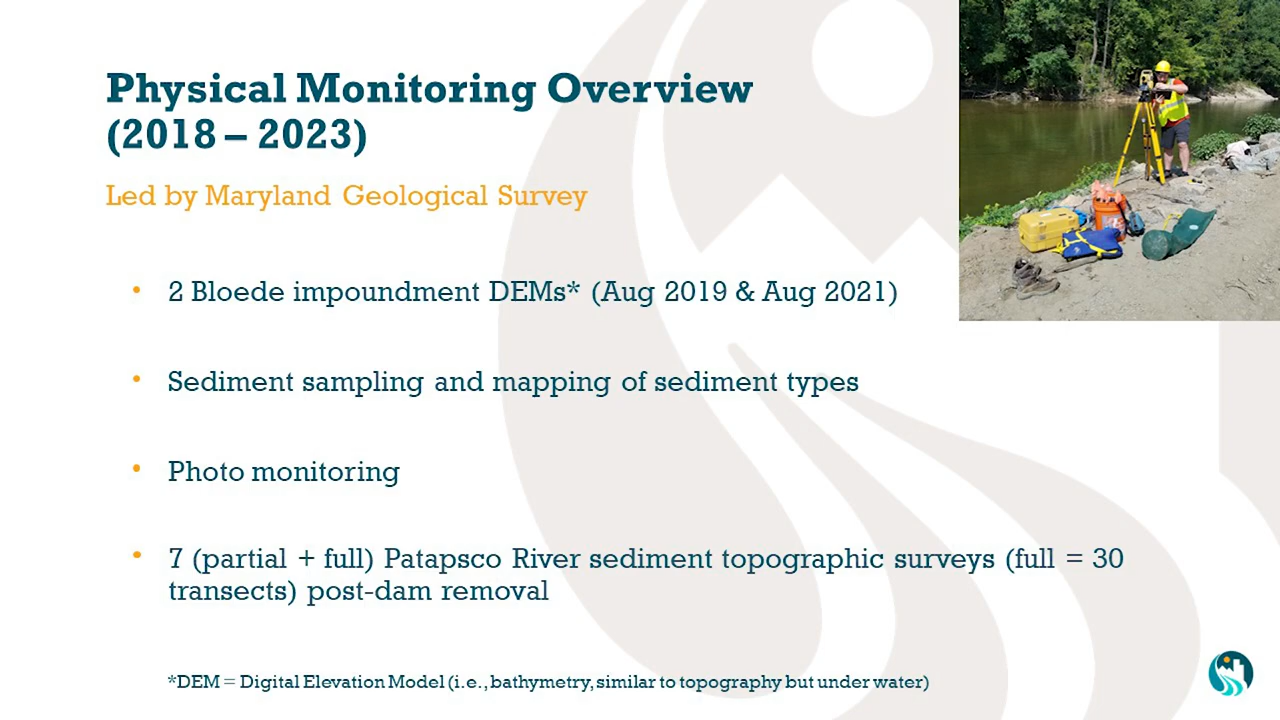 Physical Monitoring Overview
(2018 – 2023)
Led by Maryland Geological Survey
• 2 Bloede impoundment DEMs* (Aug 2019 & Aug 2021)
• Sediment sampling and mapping of sediment types
• Photo monitoring
• 7 (partial + full) Patapsco River sediment topographic surveys (full = 30
transects) post-dam removal
*DEM = Digital Elevation Model (i.e., bathymetry, similar to topography but under water)